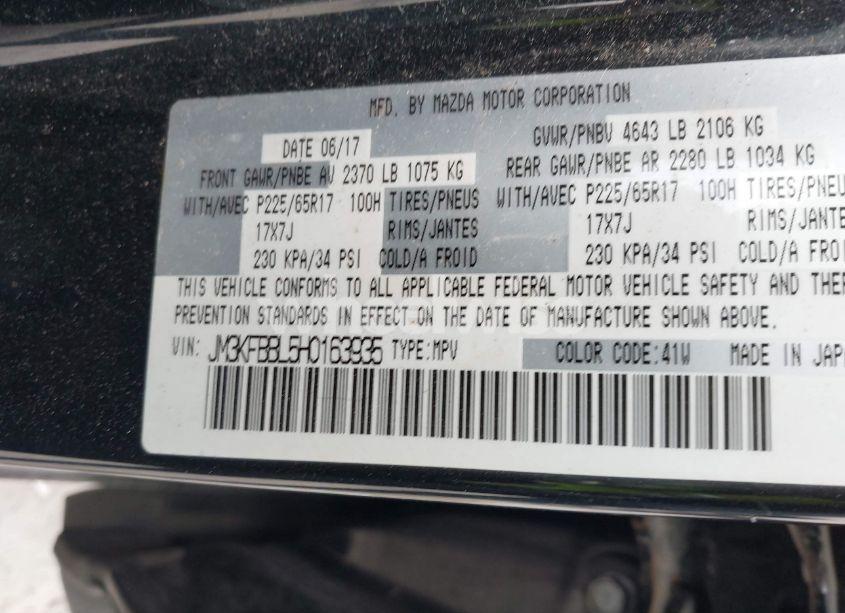 MFD. BY MAZDA MOTOR CORPORATION
DATE 06/17 GVWR/PNBV 4643 LB 2106 KG
FRONT GAWR/PNBE AV 2370 LB 1075 KG REAR GAWR/PNBE AR 2280 LB 1034 KG
WITH/AVEC P225/65R17 100H TIRES/PNEUS WITH/AVEC P225/65R17 100H TIRES/PNEU
17X7J RIMS/JANTES 17X7J RIMS/JANTES
230 KPA/34 PSI COLD/A FROID 230 KPA/34 PSI COLD/A FROI
THIS VEHICLE CONFORMS TO ALL APPLICABLE FEDERAL MOTOR VEHICLE SAFETY AND THEF
PREVENTION STANDARDS IN EFFECT ON THE DATE OF MANUFACTURE SHOWN ABOVE.
VIN: JM3KFBBL5H0163935 TYPE:MPV COLOR CODE:41W MADE IN JAPA